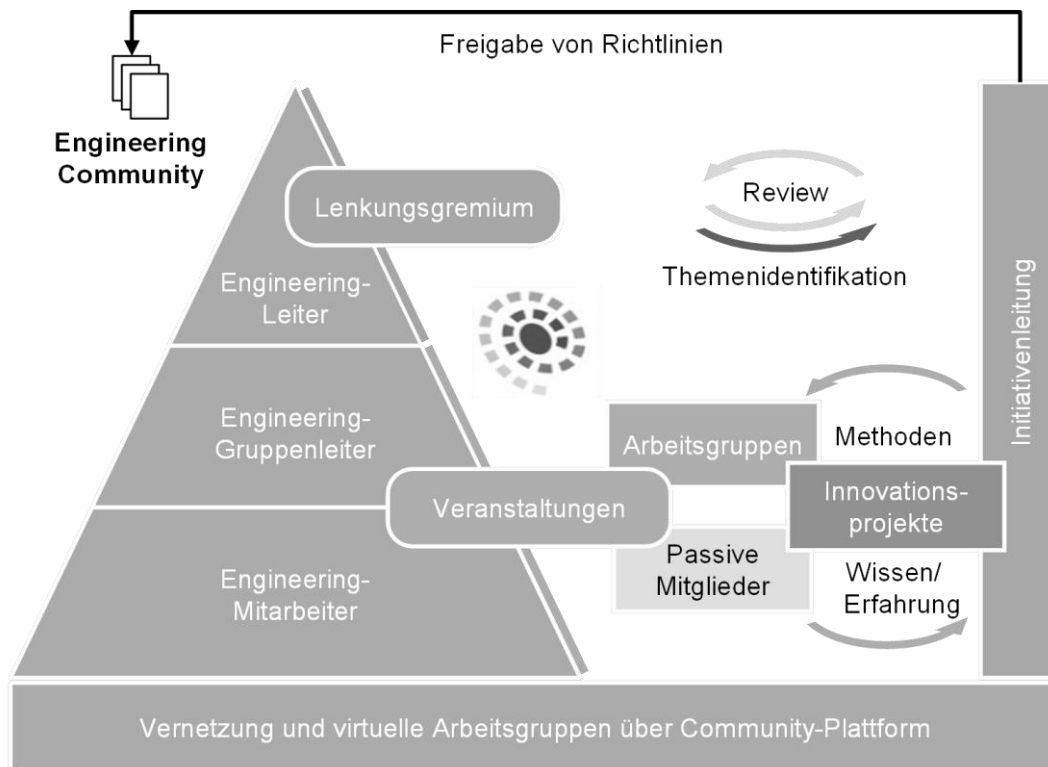 Freigabe von Richtlinien
Engineering
Community
Lenkungsgremium
Review
Themenidentifikation
Engineering-
Leiter
Engineering-
Gruppenleiter
Arbeitsgruppen
Methoden
Initiativenleitung
Veranstaltungen
Innovations-
projekte
Passive
Mitglieder
Wissen/
Erfahrung
Engineering-
Mitarbeiter
Vernetzung und virtuelle Arbeitsgruppen über Community-Plattform